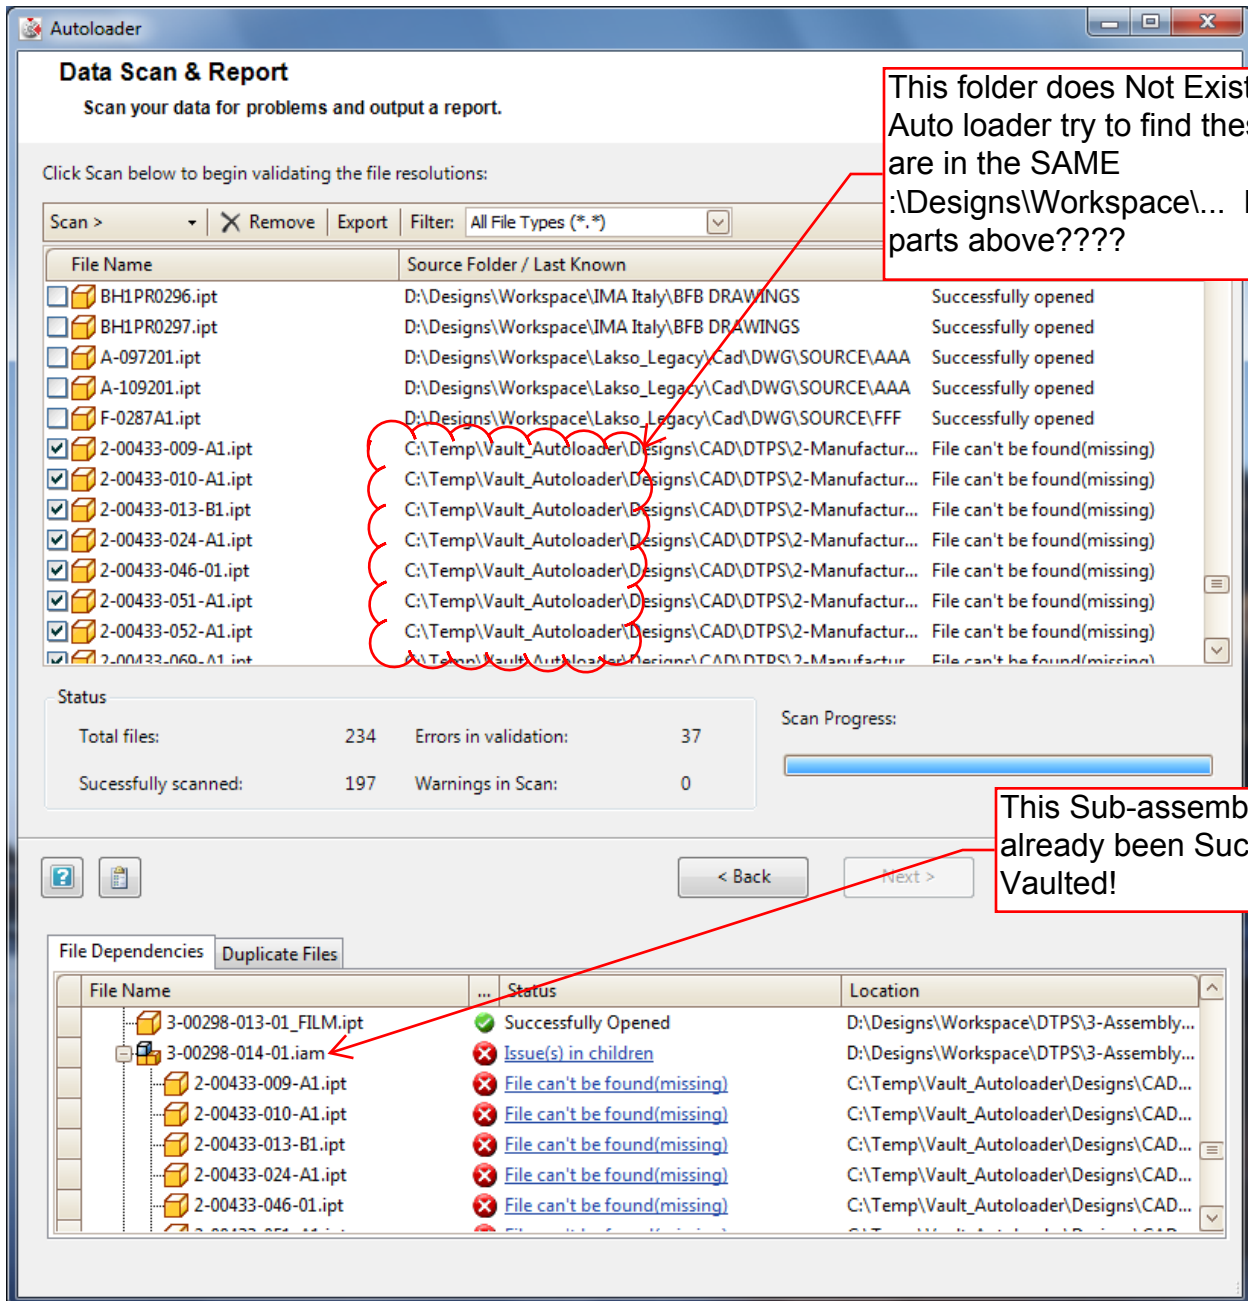 Autoloader
Data Scan & Report
Scan your data for problems and output a report.
This folder does Not Exist
Auto loader try to find thes
are in the SAME
:\Designs\Workspace\...
parts above????
Click Scan below to begin validating the file resolutions:
Scan > Remove Export Filter: All File Types (*.*)
File Name Source Folder / Last Known
BH1PR0296.ipt D:\Designs\Workspace\IMA Italy\BFB DRAWINGS Successfully opened
BH1PR0297.ipt D:\Designs\Workspace\IMA Italy\BFB DRAWINGS Successfully opened
A-097201.ipt D:\Designs\Workspace\Lakso_Legacy\Cad\DWG\SOURCE\AAA Successfully opened
A-109201.ipt D:\Designs\Workspace\Lakso_Legacy\Cad\DWG\SOURCE\AAA Successfully opened
F-0287A1.ipt D:\Designs\Workspace\Lakso_Legacy\Cad\DWG\SOURCE\FFF Successfully opened
2-00433-009-A1.ipt C:\Temp\Vault_Autoloader\Designs\CAD\DTPS\2-Manufactur... File can't be found(missing)
2-00433-010-A1.ipt C:\Temp\Vault_Autoloader\Designs\CAD\DTPS\2-Manufactur... File can't be found(missing)
2-00433-013-B1.ipt C:\Temp\Vault_Autoloader\Designs\CAD\DTPS\2-Manufactur... File can't be found(missing)
2-00433-024-A1.ipt C:\Temp\Vault_Autoloader\Designs\CAD\DTPS\2-Manufactur... File can't be found(missing)
2-00433-046-01.ipt C:\Temp\Vault_Autoloader\Designs\CAD\DTPS\2-Manufactur... File can't be found(missing)
2-00433-051-A1.ipt C:\Temp\Vault_Autoloader\Designs\CAD\DTPS\2-Manufactur... File can't be found(missing)
2-00433-052-A1.ipt C:\Temp\Vault_Autoloader\Designs\CAD\DTPS\2-Manufactur... File can't be found(missing)
2-00433-069-A1.ipt C:\Temp\Vault_Autoloader\Designs\CAD\DTPS\2-Manufactur... File can't be found(missing)
Status
Total files: 234 Errors in validation: 37
Scan Progress:
Sucessfully scanned: 197 Warnings in Scan: 0
This Sub-assemb
already been Suc
Vaulted!
< Back Next >
File Dependencies Duplicate Files
File Name ... Status Location
3-00298-013-01_FILM.ipt Successfully Opened D:\Designs\Workspace\DTPS\3-Assembly...
3-00298-014-01.iam Issue(s) in children D:\Designs\Workspace\DTPS\3-Assembly...
2-00433-009-A1.ipt File can't be found(missing) C:\Temp\Vault_Autoloader\Designs\CAD...
2-00433-010-A1.ipt File can't be found(missing) C:\Temp\Vault_Autoloader\Designs\CAD...
2-00433-013-B1.ipt File can't be found(missing) C:\Temp\Vault_Autoloader\Designs\CAD...
2-00433-024-A1.ipt File can't be found(missing) C:\Temp\Vault_Autoloader\Designs\CAD...
2-00433-046-01.ipt File can't be found(missing) C:\Temp\Vault_Autoloader\Designs\CAD...